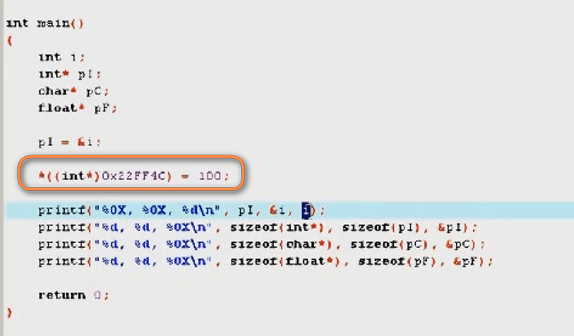 int main()
{
int i;
int* pI;
char* pC;
float* pF;
pI = &i;
*((int*)0x22FF4C) = 100;
printf("%0X, %0X, %d\n", pI, &i, i);
printf("%d, %d, %0X\n", sizeof(int*), sizeof(pI), &pI);
printf("%d, %d, %0X\n", sizeof(char*), sizeof(pC), &pC);
printf("%d, %d, %0X\n", sizeof(float*), sizeof(pF), &pF);
return 0;
}